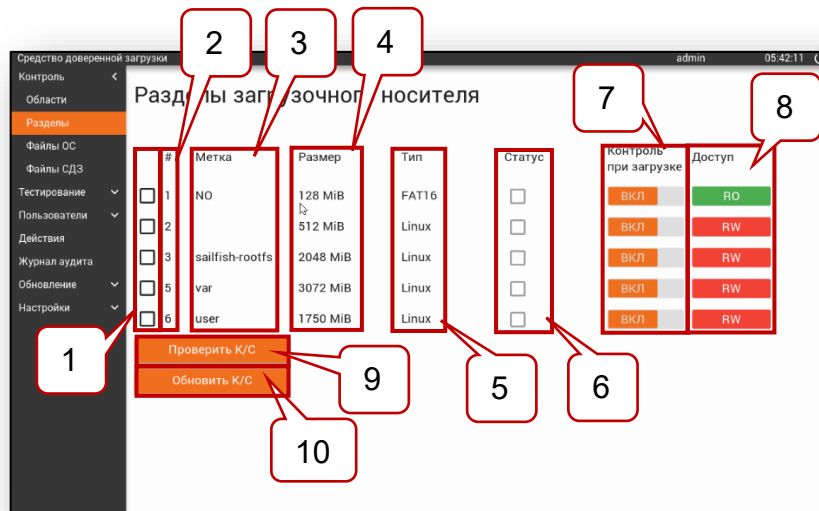 2 3 4
Средство доверенной загрузки admin 05:42:11
Контроль
Области
Разделы
Файлы ОС
Файлы СДЗ
Тестирование
Пользователи
Действия
Журнал аудита
Обновление
Настройки
Разделы загрузочного носителя
7 8
# Метка Размер Тип Статус Контроль при загрузке Доступ
1 NO 128 MiB FAT16 ВКЛ RO
2 512 MiB Linux ВКЛ RW
3 sailfish-rootfs 2048 MiB Linux ВКЛ RW
5 var 3072 MiB Linux ВКЛ RW
6 user 1750 MiB Linux ВКЛ RW
Проверить К/С
Обновить К/С
1 9 5 6
10